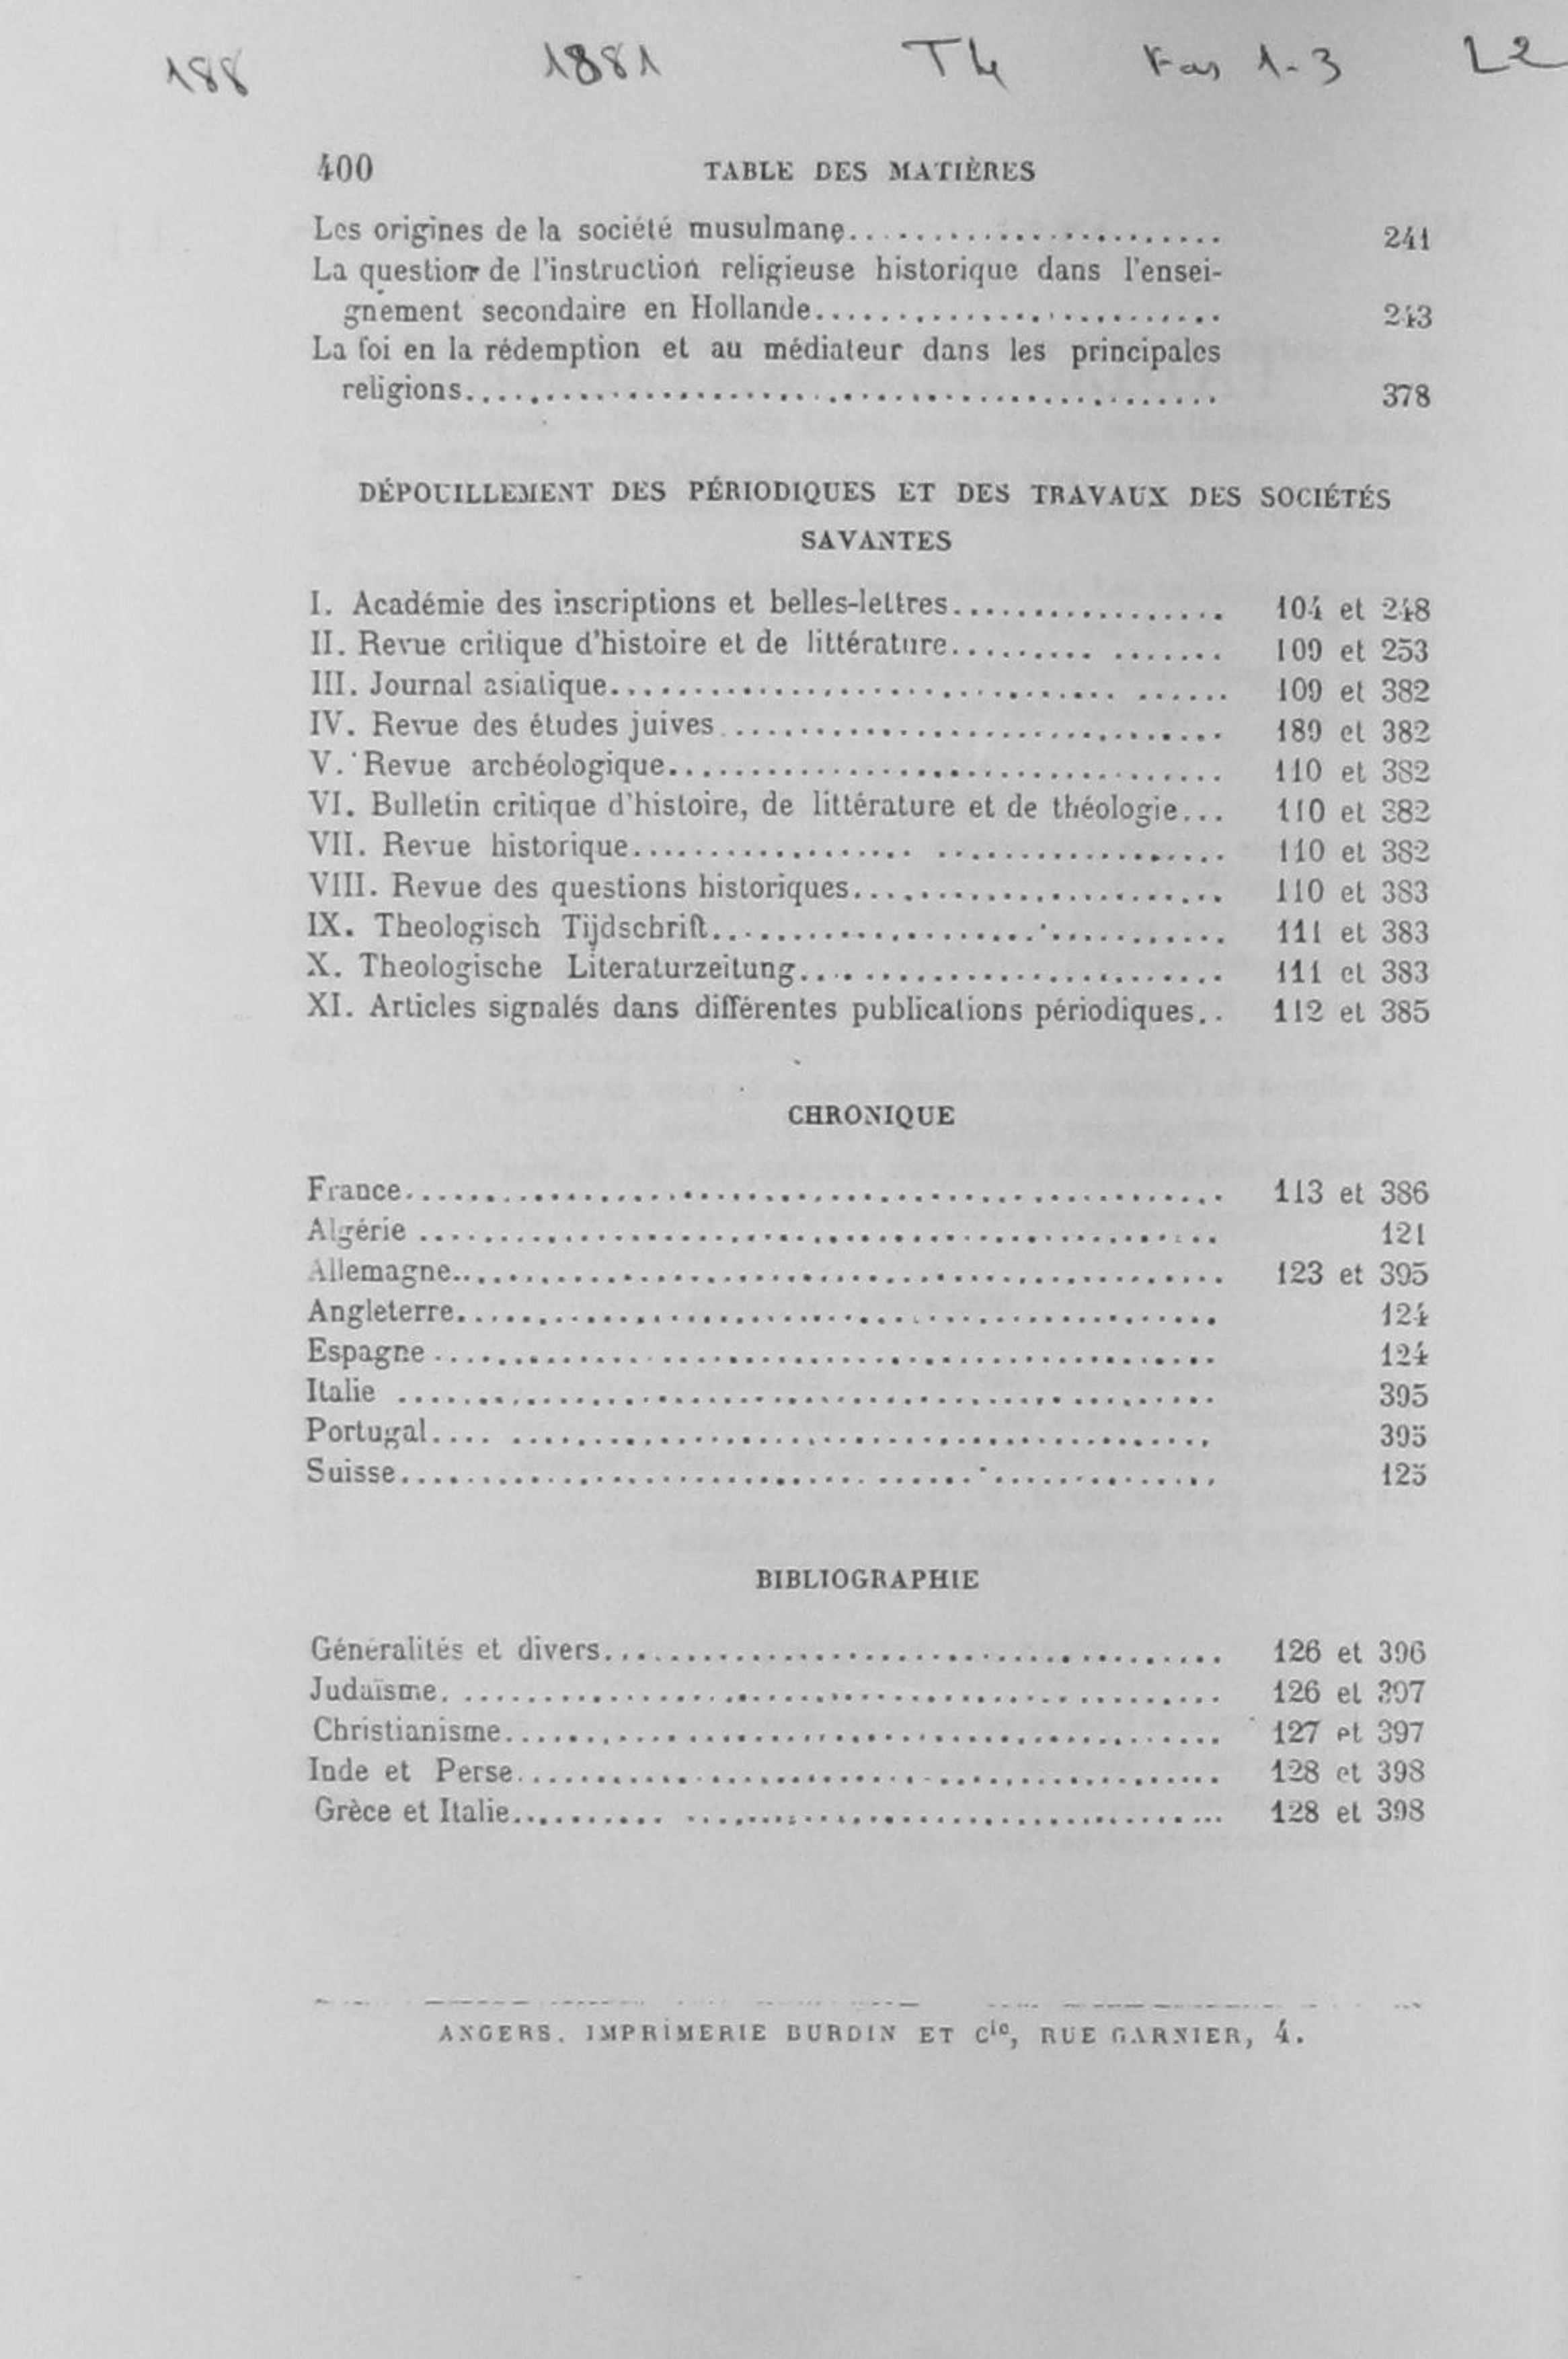 188 1881 T4 Fas 1-3 L2
400 TABLE DES MATIÈRES
Les origines de la société musulmane........................ 241
La question de l'instruction religieuse historique dans l'ensei-
gnement secondaire en Hollande.......................... 243
La foi en la rédemption et au médiateur dans les principales
religions................................................ 378
DÉPOUILLEMENT DES PÉRIODIQUES ET DES TRAVAUX DES SOCIÉTÉS
SAVANTES
I. Académie des inscriptions et belles-lettres................. 104 et 248
II. Revue critique d'histoire et de littérature......... ....... 109 et 253
III. Journal asiatique............................... ...... 109 et 382
IV. Revue des études juives............................... 189 et 382
V. Revue archéologique.................................. 110 et 382
VI. Bulletin critique d'histoire, de littérature et de théologie... 110 et 382
VII. Revue historique................. .................. 110 et 382
VIII. Revue des questions historiques....................... 110 et 383
IX. Theologisch Tijdschrift................................ 111 et 383
X. Theologische Literaturzeitung.......................... 111 et 383
XI. Articles signalés dans différentes publications périodiques.. 112 et 385
CHRONIQUE
France.................................................. 113 et 386
Algérie ................................................. 121
Allemagne............................................... 123 et 395
Angleterre............................................... 124
Espagne ................................................ 124
Italie .................................................. 395
Portugal.... ........................................... 395
Suisse.................................................. 125
BIBLIOGRAPHIE
Généralités et divers...................................... 126 et 396
Judaïsme. .............................................. 126 et 397
Christianisme............................................ 127 et 397
Inde et Perse............................................ 128 et 398
Grèce et Italie.......... ................................. 128 et 398
ANGERS. IMPRIMERIE BURDIN ET Cie, RUE GARNIER, 4.